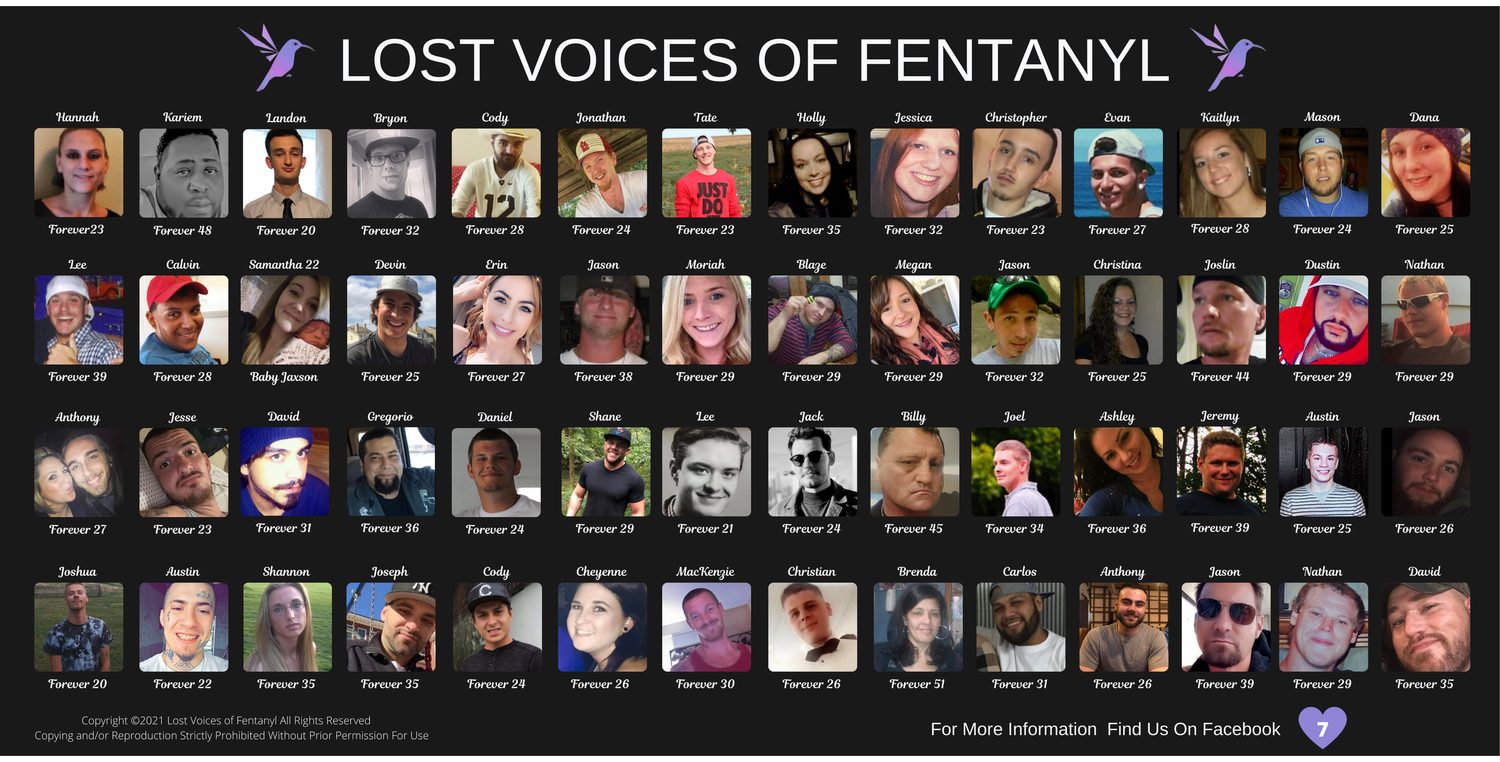 LOST VOICES OF FENTANYL
Hannah Kariem Landon Bryon Cody Jonathan Tate Holly Jessica Christopher Evan Kaitlyn Mason Dana
JUST
DO
12
Forever23 Forever 48 Forever 20 Forever 32 Forever 28 Forever 24 Forever 23 Forever 35 Forever 32 Forever 23 Forever 27 Forever 28 Forever 24 Forever 25
Lee Calvin Samantha 22 Devin Erin Jason Moriah Blaze Megan Jason Christina Joslin Dustin Nathan
Forever 39 Forever 28 Baby Jaxson Forever 25 Forever 27 Forever 38 Forever 29 Forever 29 Forever 29 Forever 32 Forever 25 Forever 44 Forever 29 Forever 29
Anthony Jesse David Gregorio Daniel Shane Lee Jack Billy Joel Ashley Jeremy Austin Jason
Forever 27 Forever 23 Forever 31 Forever 36 Forever 24 Forever 29 Forever 21 Forever 24 Forever 45 Forever 34 Forever 36 Forever 39 Forever 25 Forever 26
Joshua Austin Shannon Joseph Cody Cheyenne MacKenzie Christian Brenda Carlos Anthony Jason Nathan David
Forever 20 Forever 22 Forever 35 Forever 35 Forever 24 Forever 26 Forever 30 Forever 26 Forever 51 Forever 31 Forever 26 Forever 39 Forever 29 Forever 35
Copyright ©2021 Lost Voices of Fentanyl All Rights Reserved
Copying and/or Reproduction Strictly Prohibited Without Prior Permission For Use
For More Information Find Us On Facebook
7